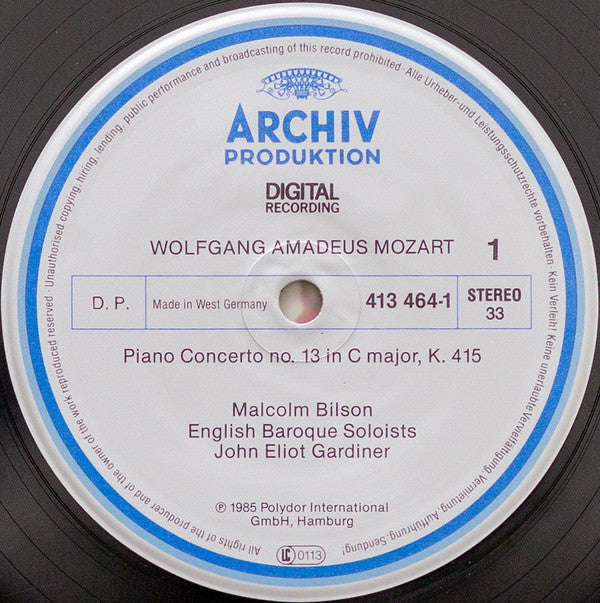 All rights of the producer and of the owner of the work reproduced reserved · Unauthorised copying, hiring, lending, public performance and broadcasting of this record prohibited · Alle Urheber- und Leistungsschutzrechte vorbehalten · Kein Verleih! Keine unerlaubte Vervielfältigung, Vermietung, Aufführung, Sendung!
ARCHIV
PRODUKTION
DIGITAL
RECORDING
WOLFGANG AMADEUS MOZART 1
D. P. Made in West Germany 413 464-1 STEREO
33
Piano Concerto no. 13 in C major, K. 415
Malcolm Bilson
English Baroque Soloists
John Eliot Gardiner
℗ 1985 Polydor International
GmbH, Hamburg
LC 0113